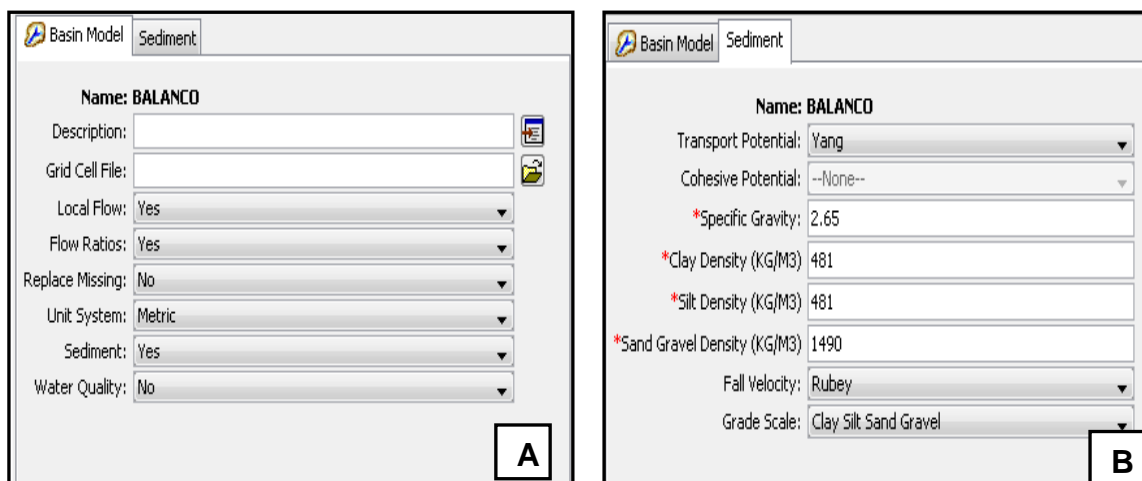 Basin Model Sediment
Name: BALANCO
Description:
Grid Cell File:
Local Flow: Yes
Flow Ratios: Yes
Replace Missing: No
Unit System: Metric
Sediment: Yes
Water Quality: No
A
Basin Model Sediment
Name: BALANCO
Transport Potential: Yang
Cohesive Potential: --None--
*Specific Gravity: 2.65
*Clay Density (KG/M3) 481
*Silt Density (KG/M3) 481
*Sand Gravel Density (KG/M3) 1490
Fall Velocity: Rubey
Grade Scale: Clay Silt Sand Gravel
B